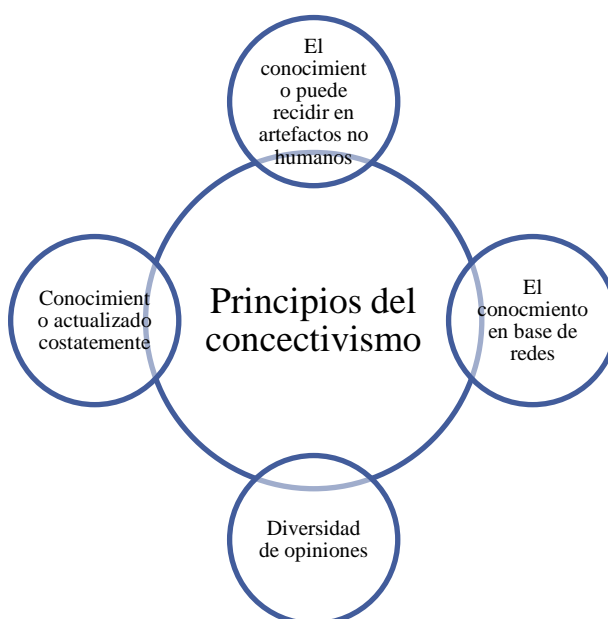 El
conocimient
o puede
recidir en
artefactos no
humanos
Conocimient
o actualizado
costatemente
Principios del
concectivismo
El
conocmiento
en base de
redes
Diversidad
de opiniones